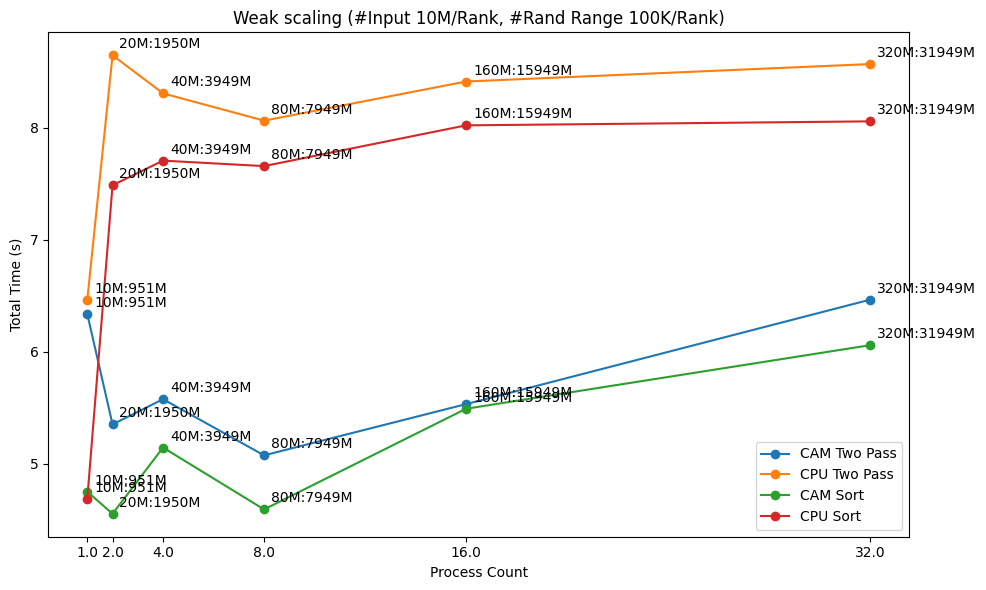 Weak scaling (#Input 10M/Rank, #Rand Range 100K/Rank)
20M:1950M
320M:31949M
40M:3949M
160M:15949M
80M:7949M
8
320M:31949M
160M:15949M
40M:3949M
80M:7949M
20M:1950M
7
Total Time (s)
10M:951M
10M:951M
320M:31949M
6
320M:31949M
40M:3949M
160M:15949M
160M:15949M
20M:1950M
40M:3949M
80M:7949M
5
10M:951M
10M:951M
20M:1950M
80M:7949M
CAM Two Pass
CPU Two Pass
CAM Sort
CPU Sort
1.0 2.0 4.0 8.0 16.0 32.0
Process Count